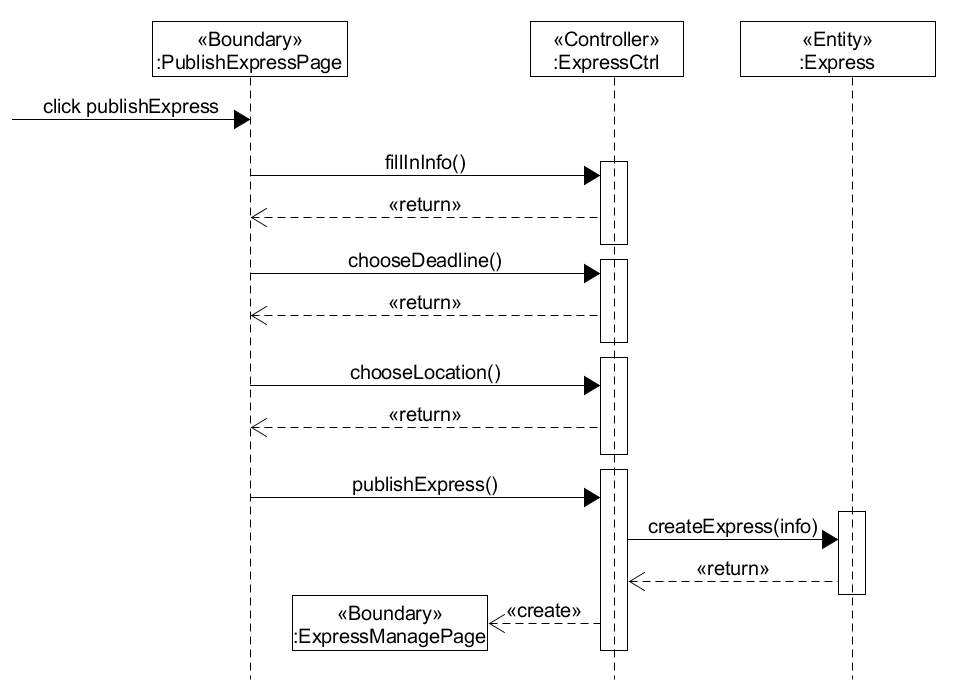 «Boundary»
:PublishExpressPage
«Controller»
:ExpressCtrl
«Entity»
:Express
click publishExpress
fillInInfo()
«return»
chooseDeadline()
«return»
chooseLocation()
«return»
publishExpress()
createExpress(info)
«return»
«Boundary»
:ExpressManagePage
«create»